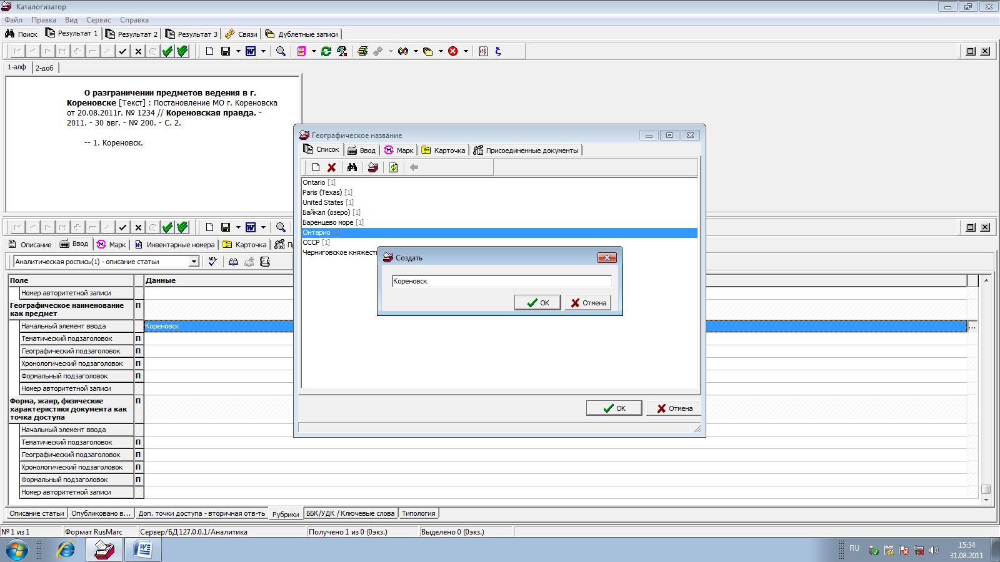 Каталогизатор
Файл Правка Вид Сервис Справка
Поиск Результат 1 Результат 2 Результат 3 Связи Дублетные записи
1-алф 2-доб
О разграничении предметов ведения в г.
Кореновске [Текст] : Постановление МО г. Кореновска
от 20.08.2011г. № 1234 // Кореновская правда. -
2011. - 30 авг. - № 200. - С. 2.
-- 1. Кореновск.
Географическое название
Список Ввод Марк Карточка Присоединенные документы
Ontario [1]
Paris (Texas) [1]
United States [1]
Байкал (озеро) [1]
Баренцево море [1]
Онтарио [1]
СССР [1]
Черниговское княжест
Создать
Кореновск
OK Отмена
OK Отмена
Описание Ввод Марк Инвентарные номера Карточка
Аналитическая роспись(1) - описание статьи
Поле Данные
Номер авторитетной записи
Географическое наименование П
как предмет
Начальный элемент ввода Кореновск ...
Тематический подзаголовок П
Географический подзаголовок П
Хронологический подзаголовок П
Формальный подзаголовок П
Номер авторитетной записи
Форма, жанр, физические П
характеристики документа как
точка доступа
Начальный элемент ввода
Тематический подзаголовок П
Географический подзаголовок П
Хронологический подзаголовок П
Формальный подзаголовок П
Номер авторитетной записи
Описание статьи Опубликовано в... Доп. точки доступа - вторичная отв-ть Рубрики ББК/УДК / Ключевые слова Типология
№ 1 из 1 Формат RusMarc Сервер/БД 127.0.0.1/Аналитика Получено 1 из 0 (0экз.) Выделено 0 (0экз.)
RU 15:34
31.08.2011